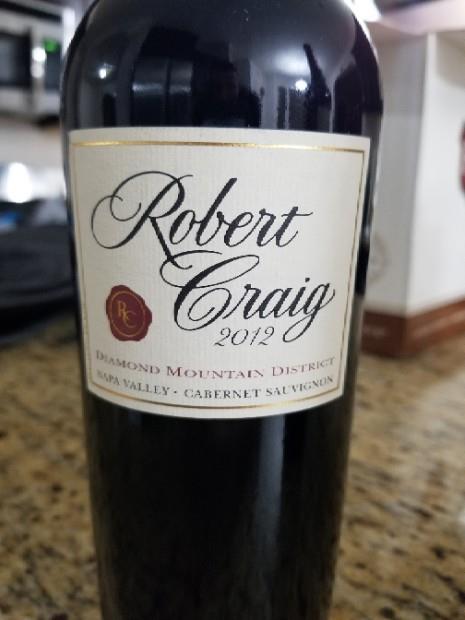 Robert
Craig
2012
RC
DIAMOND MOUNTAIN DISTRICT
NAPA VALLEY · CABERNET SAUVIGNON